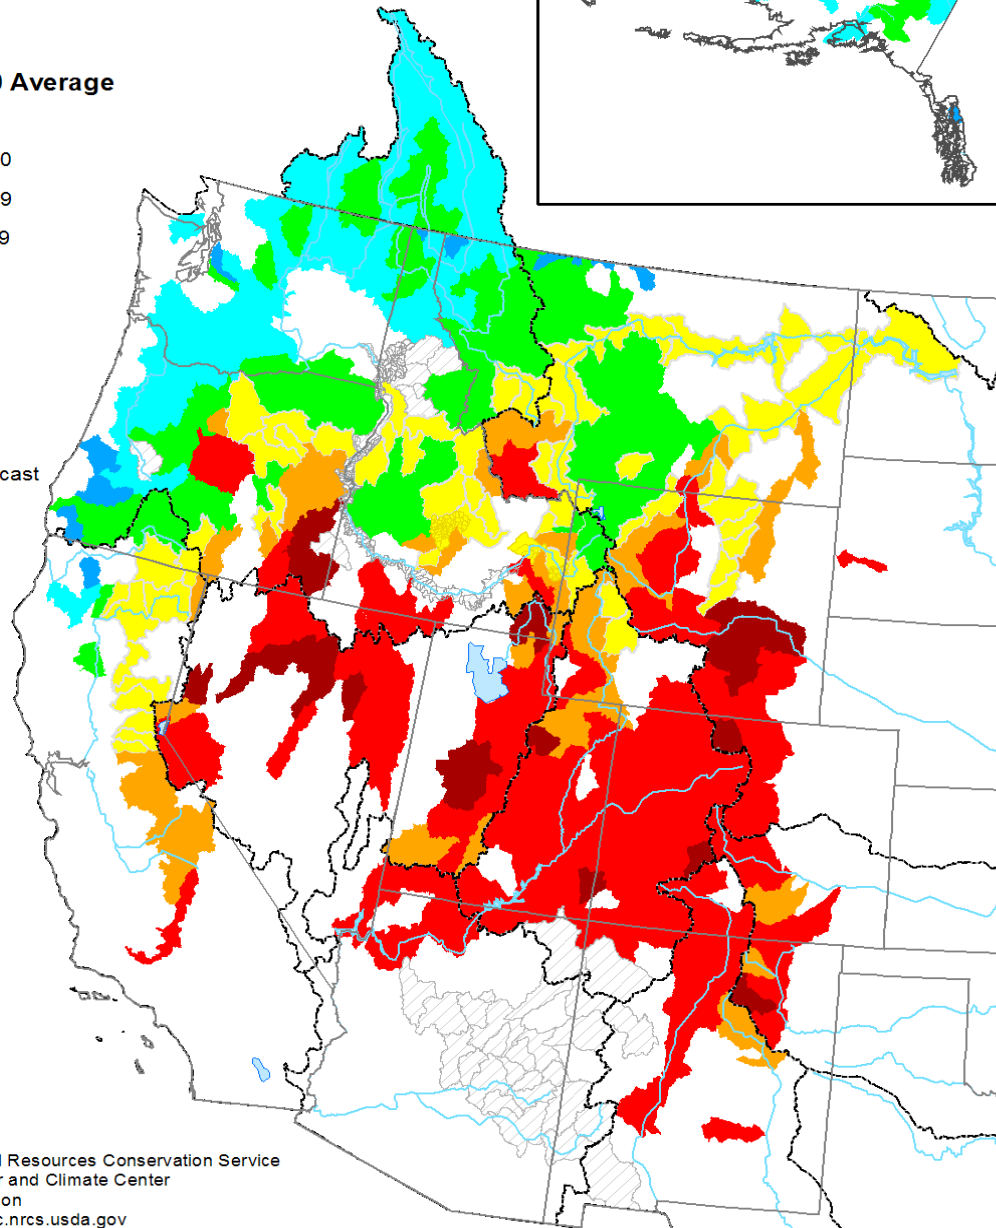 Average
0
9
9
cast
Resources Conservation Service
and Climate Center
on
c.nrcs.usda.gov